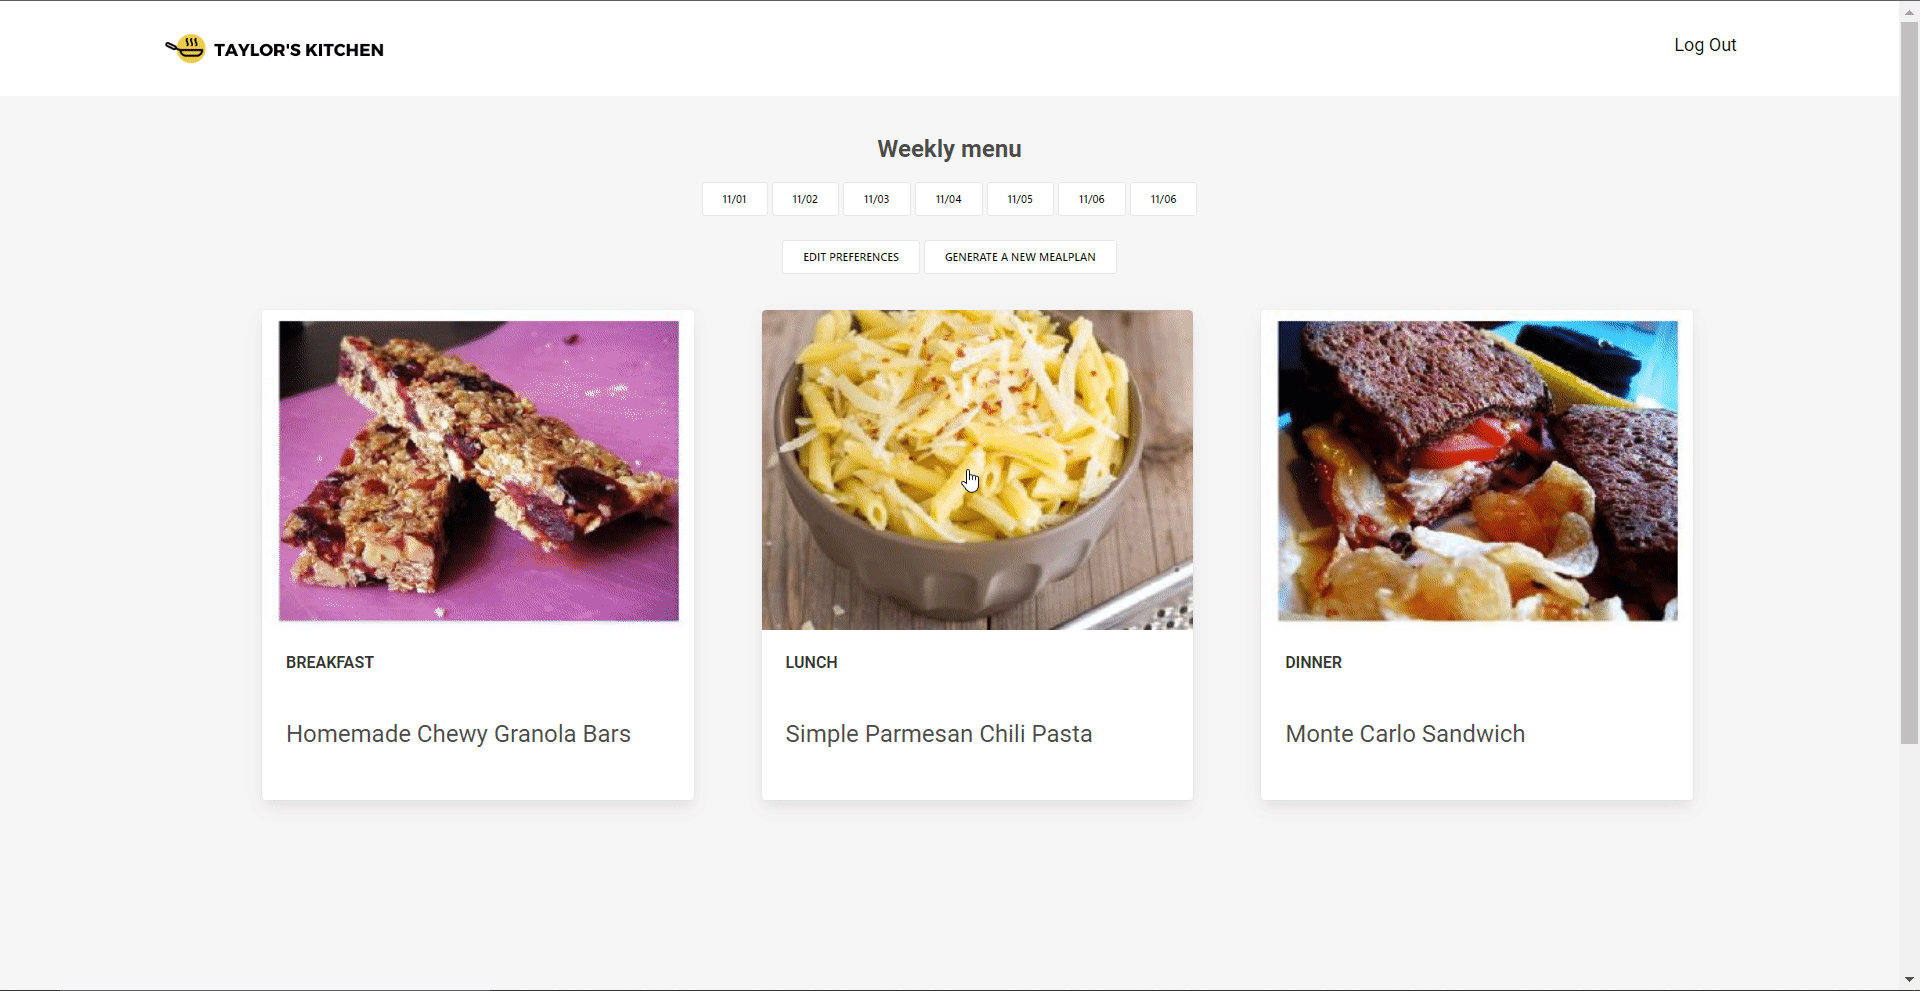 TAYLOR'S KITCHEN
Log Out
Weekly menu
11/01 11/02 11/03 11/04 11/05 11/06 11/06
EDIT PREFERENCES GENERATE A NEW MEALPLAN
BREAKFAST
Homemade Chewy Granola Bars
LUNCH
Simple Parmesan Chili Pasta
DINNER
Monte Carlo Sandwich